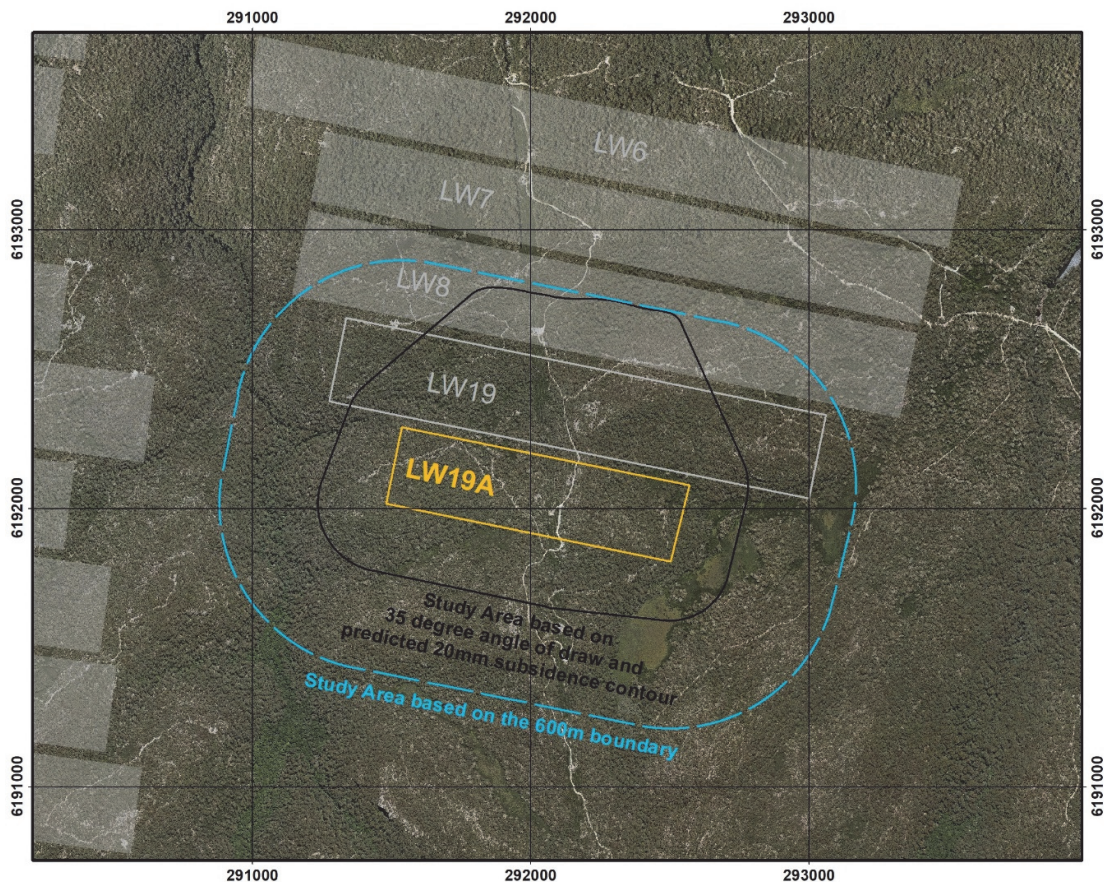 291000
292000
293000
LW6
LW7
6193000
6193000
LW8
LW19
LW19A
6192000
6192000
Study Area based on
35 degree angle of draw and
predicted 20mm subsidence contour
Study Area based on the 600m boundary
6191000
6191000
291000
292000
293000